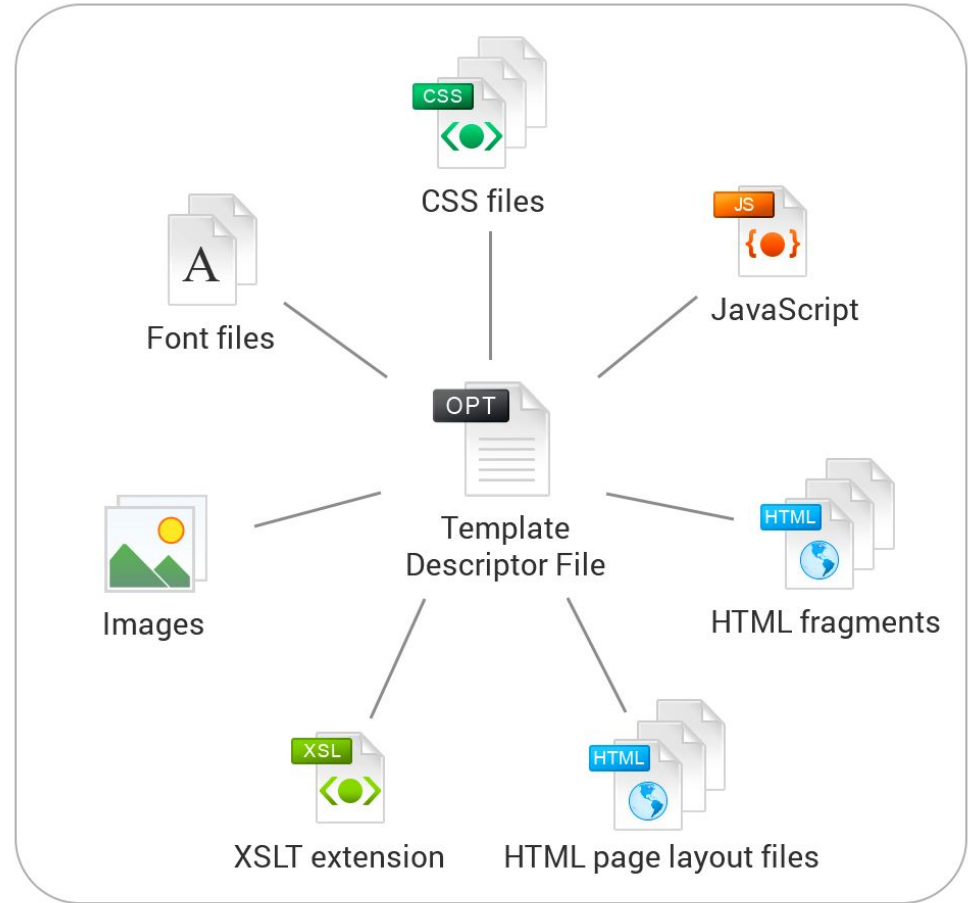 CSS
CSS files
JS
JavaScript
A
Font files
OPT
Template
Descriptor File
HTML
HTML fragments
Images
XSL
XSLT extension
HTML
HTML page layout files